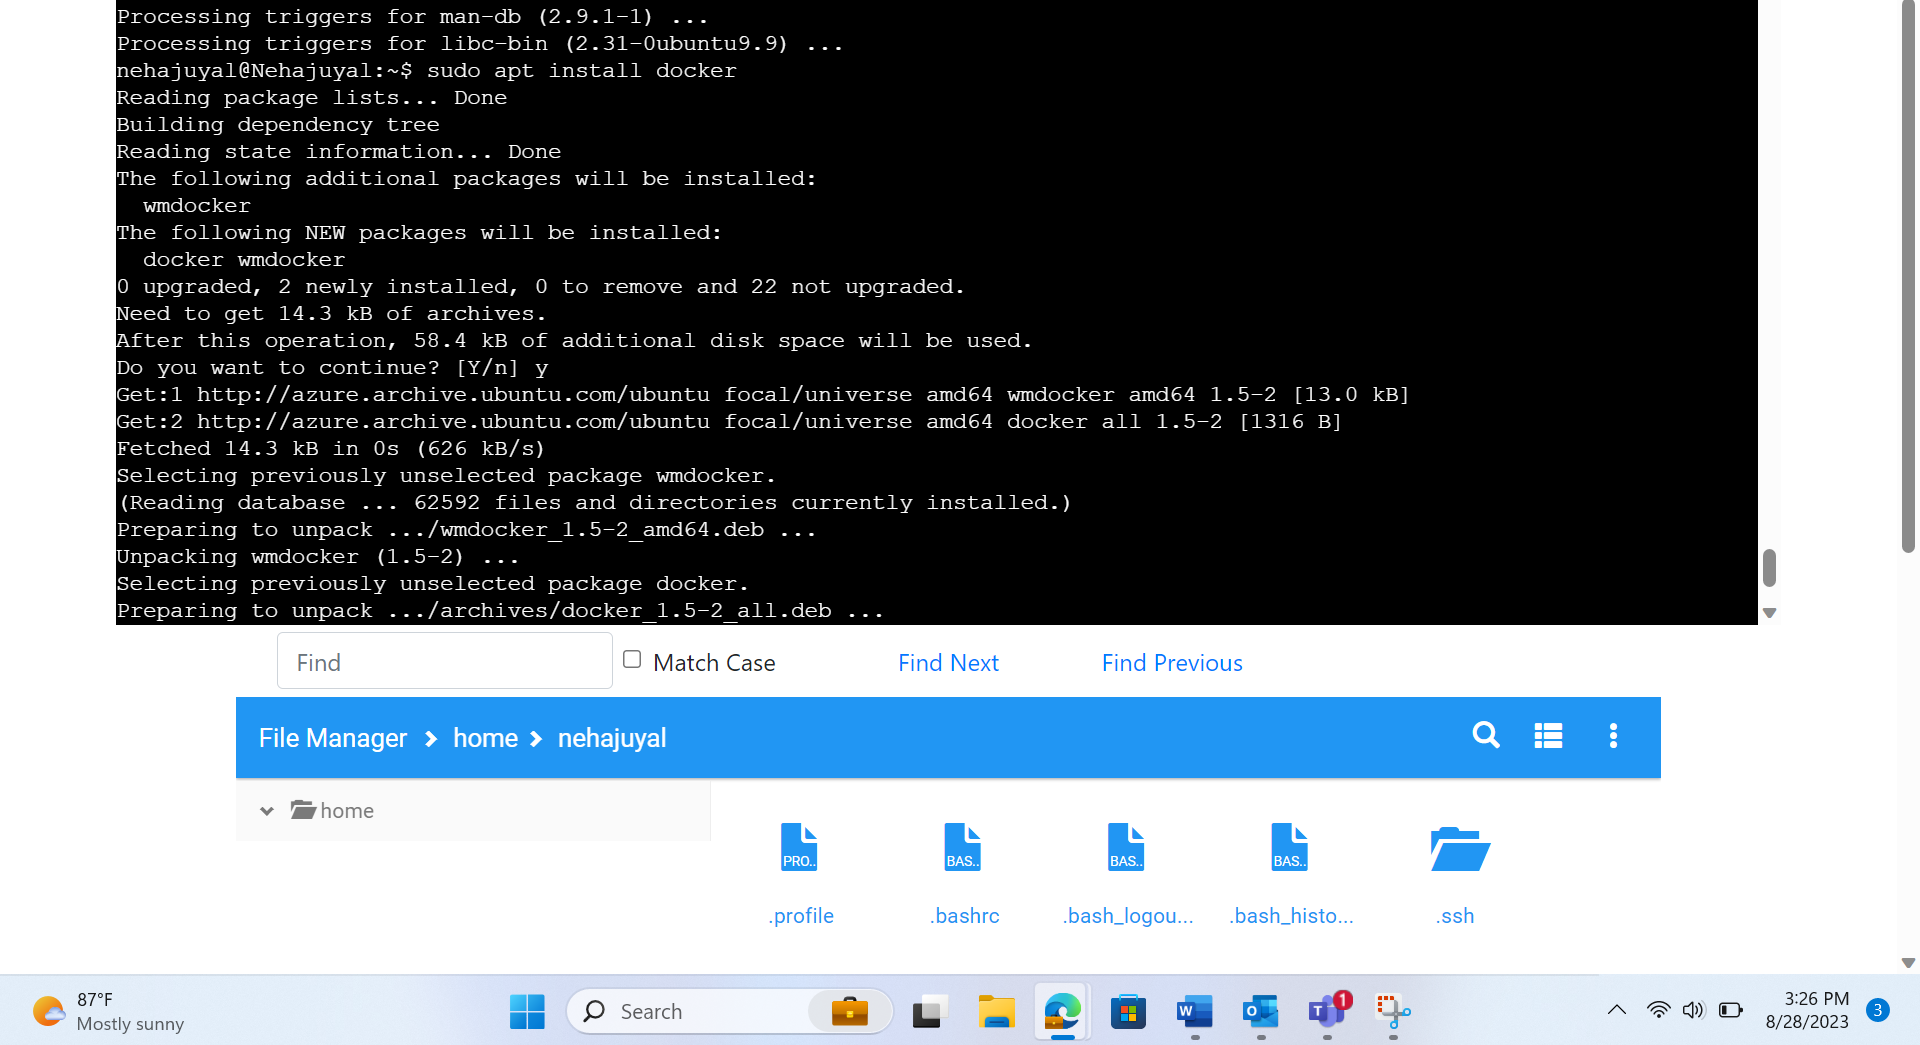 Processing triggers for man-db (2.9.1-1) ...
Processing triggers for libc-bin (2.31-0ubuntu9.9) ...
nehajuyal@Nehajuyal:~$ sudo apt install docker
Reading package lists... Done
Building dependency tree
Reading state information... Done
The following additional packages will be installed:
  wmdocker
The following NEW packages will be installed:
  docker wmdocker
0 upgraded, 2 newly installed, 0 to remove and 22 not upgraded.
Need to get 14.3 kB of archives.
After this operation, 58.4 kB of additional disk space will be used.
Do you want to continue? [Y/n] y
Get:1 http://azure.archive.ubuntu.com/ubuntu focal/universe amd64 wmdocker amd64 1.5-2 [13.0 kB]
Get:2 http://azure.archive.ubuntu.com/ubuntu focal/universe amd64 docker all 1.5-2 [1316 B]
Fetched 14.3 kB in 0s (626 kB/s)
Selecting previously unselected package wmdocker.
(Reading database ... 62592 files and directories currently installed.)
Preparing to unpack .../wmdocker_1.5-2_amd64.deb ...
Unpacking wmdocker (1.5-2) ...
Selecting previously unselected package docker.
Preparing to unpack .../archives/docker_1.5-2_all.deb ...
Find Match Case Find Next Find Previous
File Manager home nehajuyal
home
PRO.. BAS.. BAS.. BAS..
.profile .bashrc .bash_logou... .bash_histo... .ssh
87°F
Mostly sunny
Search
W O T 1
3:26 PM
8/28/2023
3